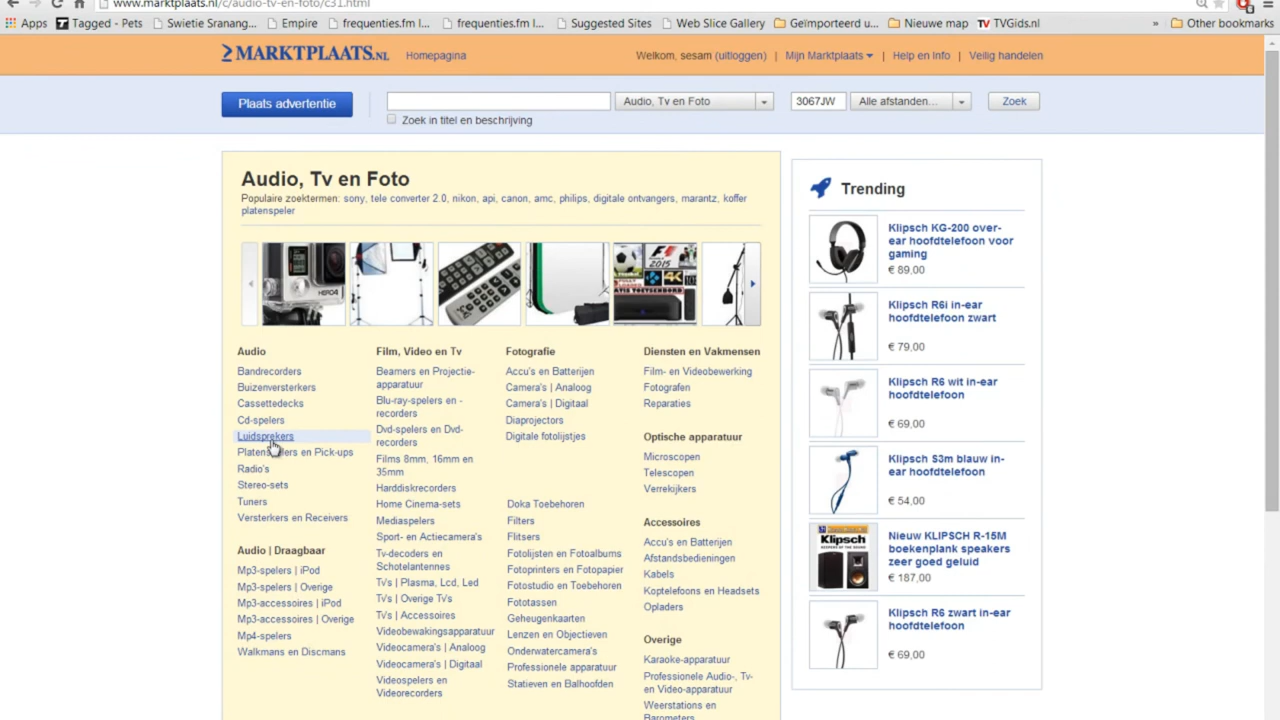 www.marktplaats.nl/c/audio-tv-en-foto/c31.html
Apps Tagged - Pets Swietie Sranang... Empire frequenties.fm I... frequenties.fm I... Suggested Sites Web Slice Gallery Geïmporteerd u... Nieuwe map TV TVGids.nl » Other bookmarks
MARKTPLAATS.NL Homepagina Welkom, sesam (uitloggen) | Mijn Marktplaats | Help en Info | Veilig handelen
Plaats advertentie Audio, Tv en Foto 3067JW Alle afstanden... Zoek
Zoek in titel en beschrijving
Audio, Tv en Foto
Populaire zoektermen: sony, tele converter 2.0, nikon, api, canon, amc, philips, digitale ontvangers, marantz, koffer
platenspeler
HERO4
F1
2015
4K
Audio
Bandrecorders
Buizenversterkers
Cassettedecks
Cd-spelers
Luidsprekers
Platenspelers en Pick-ups
Radio's
Stereo-sets
Tuners
Versterkers en Receivers
Audio | Draagbaar
Mp3-spelers | iPod
Mp3-spelers | Overige
Mp3-accessoires | iPod
Mp3-accessoires | Overige
Mp4-spelers
Walkmans en Discmans
Film, Video en Tv
Beamers en Projectie-
apparatuur
Blu-ray-spelers en -
recorders
Dvd-spelers en Dvd-
recorders
Films 8mm, 16mm en
35mm
Harddiskrecorders
Home Cinema-sets
Mediaspelers
Sport- en Actiecamera's
Tv-decoders en
Schotelantennes
Tv's | Plasma, Lcd, Led
Tv's | Overige Tv's
Tv's | Accessoires
Videobewakingsapparatuur
Videocamera's | Analoog
Videocamera's | Digitaal
Videospelers en
Videorecorders
Fotografie
Accu's en Batterijen
Camera's | Analoog
Camera's | Digitaal
Diaprojectors
Digitale fotolijstjes
Doka Toebehoren
Filters
Flitsers
Fotolijsten en Fotoalbums
Fotoprinters en Fotopapier
Fotostudio en Toebehoren
Fototassen
Geheugenkaarten
Lenzen en Objectieven
Onderwatercamera's
Professionele apparatuur
Statieven en Balhoofden
Diensten en Vakmensen
Film- en Videobewerking
Fotografen
Reparaties
Optische apparatuur
Microscopen
Telescopen
Verrekijkers
Accessoires
Accu's en Batterijen
Afstandsbedieningen
Kabels
Koptelefoons en Headsets
Opladers
Overige
Karaoke-apparatuur
Professionele Audio-, Tv-
en Video-apparatuur
Weerstations en
Barometers
Trending
Klipsch KG-200 over-
ear hoofdtelefoon voor
gaming
€ 89,00
Klipsch R6i in-ear
hoofdtelefoon zwart
€ 79,00
Klipsch R6 wit in-ear
hoofdtelefoon
€ 69,00
Klipsch S3m blauw in-
ear hoofdtelefoon
€ 54,00
Klipsch
Nieuw KLIPSCH R-15M
boekenplank speakers
zeer goed geluid
€ 187,00
Klipsch R6 zwart in-ear
hoofdtelefoon
€ 69,00